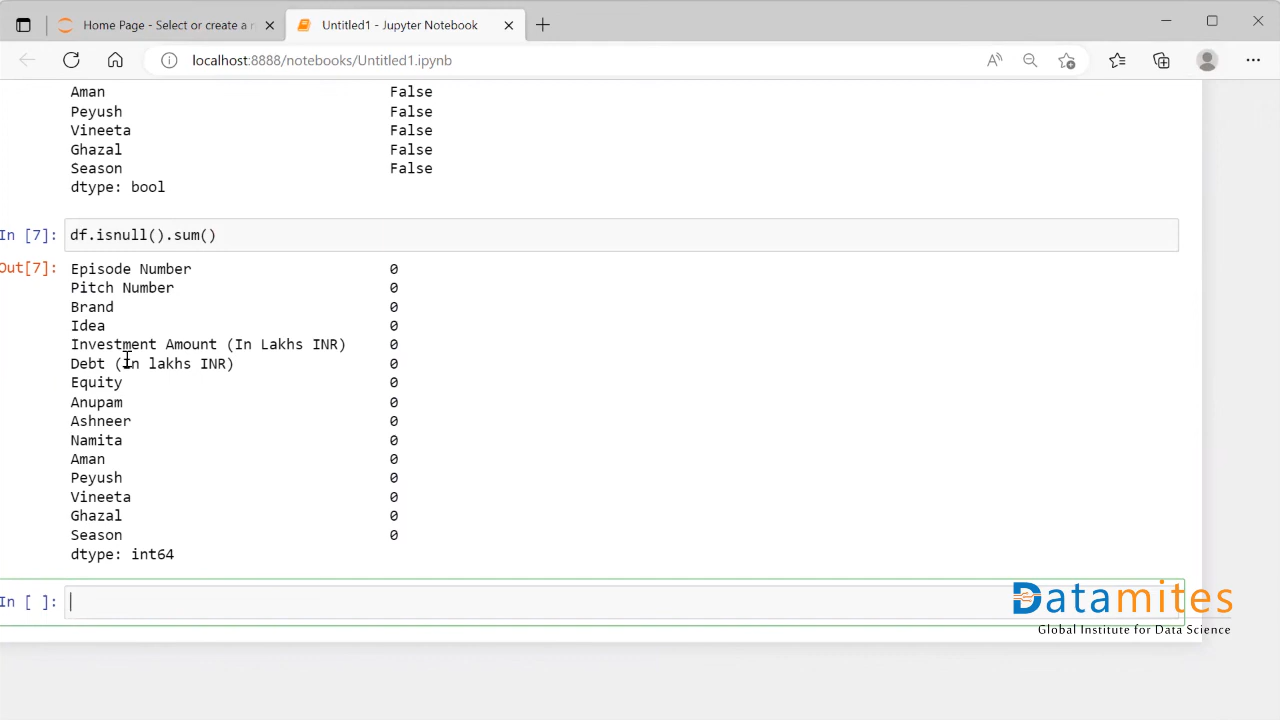 Home Page - Select or create a n
Untitled1 - Jupyter Notebook
localhost:8888/notebooks/Untitled1.ipynb
Aman False
Peyush False
Vineeta False
Ghazal False
Season False
dtype: bool
In [7]: df.isnull().sum()
Out[7]: Episode Number 0
Pitch Number 0
Brand 0
Idea 0
Investment Amount (In Lakhs INR) 0
Debt (In lakhs INR) 0
Equity 0
Anupam 0
Ashneer 0
Namita 0
Aman 0
Peyush 0
Vineeta 0
Ghazal 0
Season 0
dtype: int64
In [ ]:
Datamites
Global Institute for Data Science